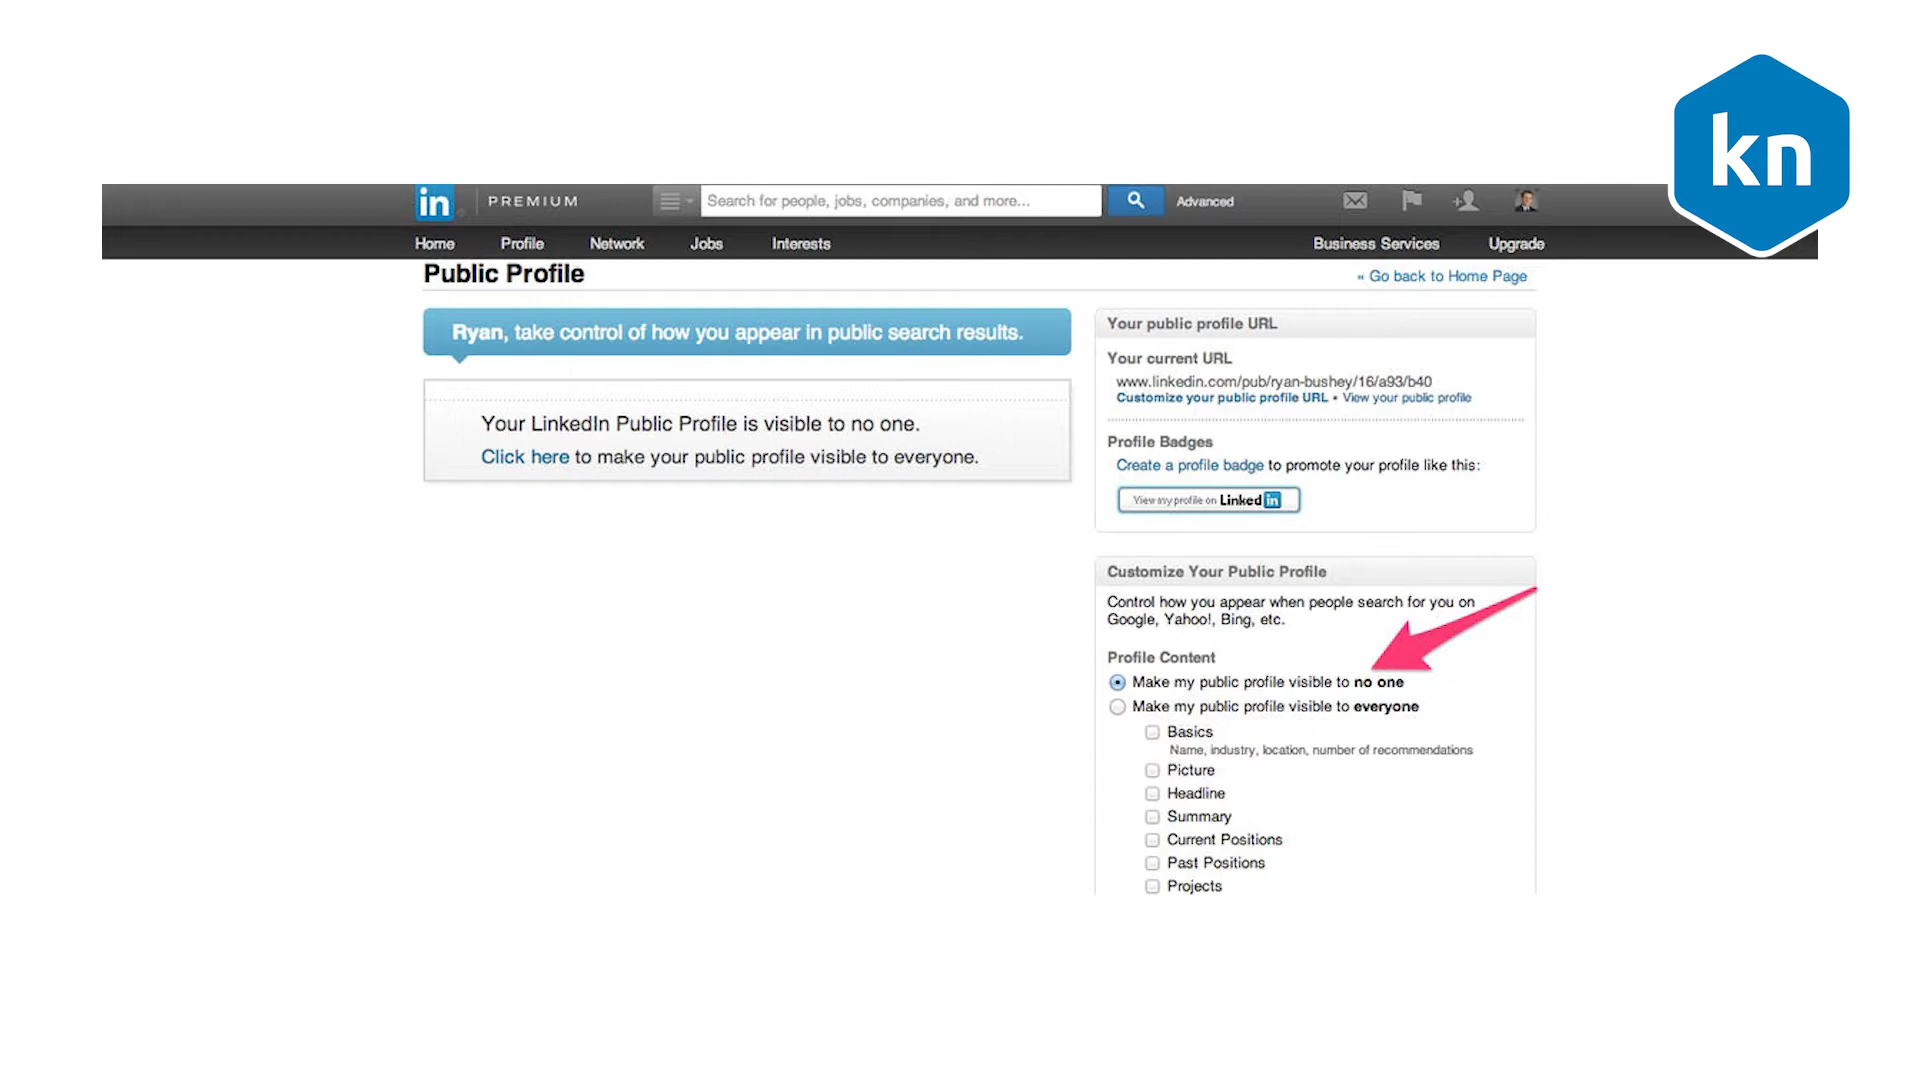 kn
in PREMIUM Search for people, jobs, companies, and more... Advanced
Home Profile Network Jobs Interests Business Services Upgrade
Public Profile
« Go back to Home Page
Ryan, take control of how you appear in public search results.
Your LinkedIn Public Profile is visible to no one.
Click here to make your public profile visible to everyone.
Your public profile URL
Your current URL
www.linkedin.com/pub/ryan-bushey/16/a93/b40
Customize your public profile URL • View your public profile
Profile Badges
Create a profile badge to promote your profile like this:
View my profile on Linked in
Customize Your Public Profile
Control how you appear when people search for you on
Google, Yahoo!, Bing, etc.
Profile Content
Make my public profile visible to no one
Make my public profile visible to everyone
Basics
Name, industry, location, number of recommendations
Picture
Headline
Summary
Current Positions
Past Positions
Projects